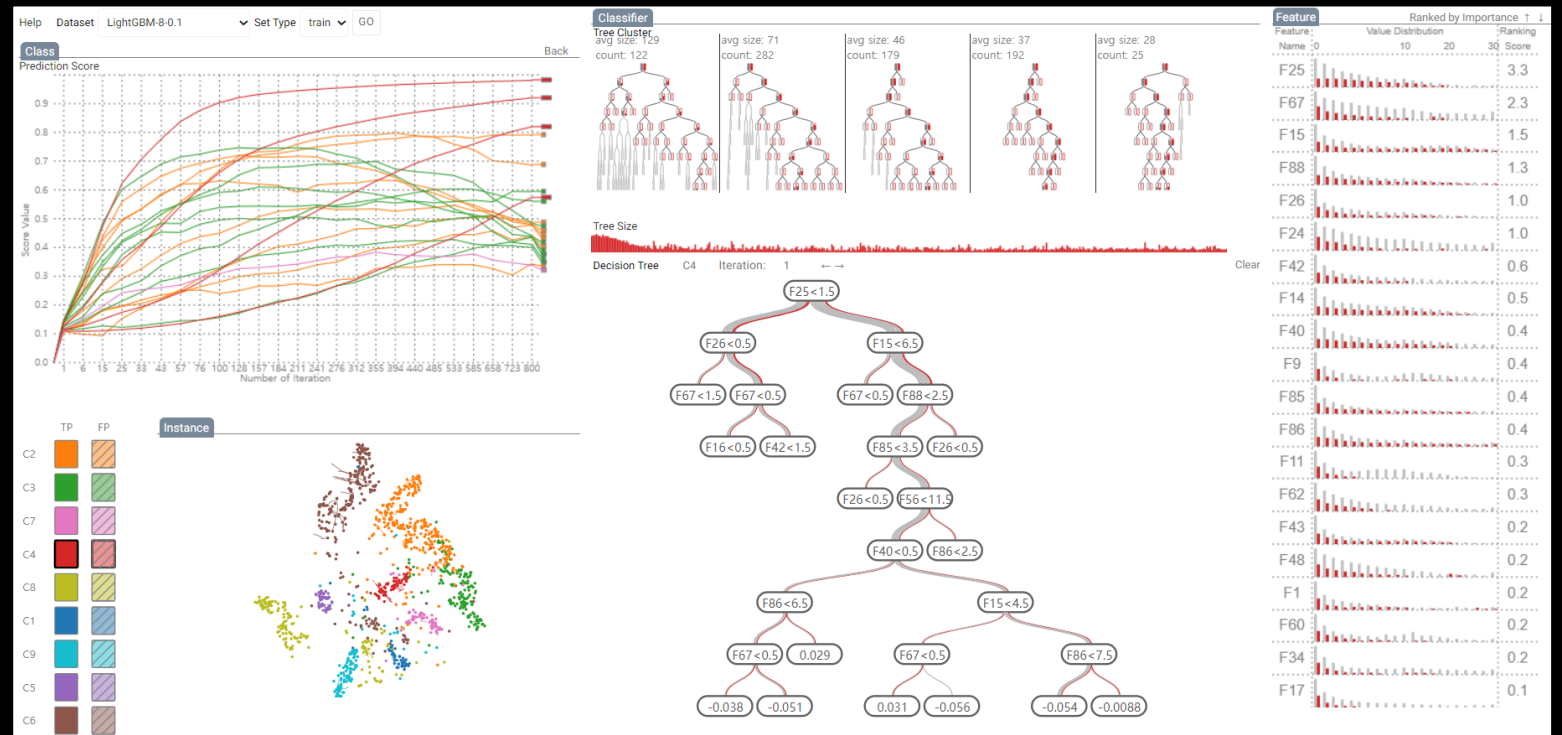 Help Dataset LightGBM-8-0.1 Set Type train GO
Class Back
Prediction Score
Score Value
0.9
0.8
0.7
0.6
0.5
0.4
0.3
0.2
0.1
0.0
1 6 15 25 33 43 57 76 100 128 157 184 211 241 276 312 355 394 440 485 533 585 658 723 800
Number of Iteration
TP FP
C2
C3
C7
C4
C8
C1
C9
C5
C6
Instance
Classifier
Tree Cluster
avg size: 129 avg size: 71 avg size: 46 avg size: 37 avg size: 28
count: 122 count: 282 count: 179 count: 192 count: 25
Tree Size
Decision Tree C4 Iteration: 1 ← → Clear
F25<1.5
F26<0.5 F15<6.5
F67<1.5 F67<0.5 F67<0.5 F88<2.5
F16<0.5 F42<1.5 F85<3.5 F26<0.5
F26<0.5 F56<11.5
F40<0.5 F86<2.5
F86<6.5 F15<4.5
F67<0.5 0.029 F67<0.5 F86<7.5
-0.038 -0.051 0.031 -0.056 -0.054 -0.0088
Feature Ranked by Importance ↑ ↓
Feature Value Distribution Ranking
Name 0 10 20 30 Score
F25 3.3
F67 2.3
F15 1.5
F88 1.3
F26 1.0
F24 1.0
F42 0.6
F14 0.5
F40 0.4
F9 0.4
F85 0.4
F86 0.4
F11 0.3
F62 0.3
F43 0.2
F48 0.2
F1 0.2
F60 0.2
F34 0.2
F17 0.1